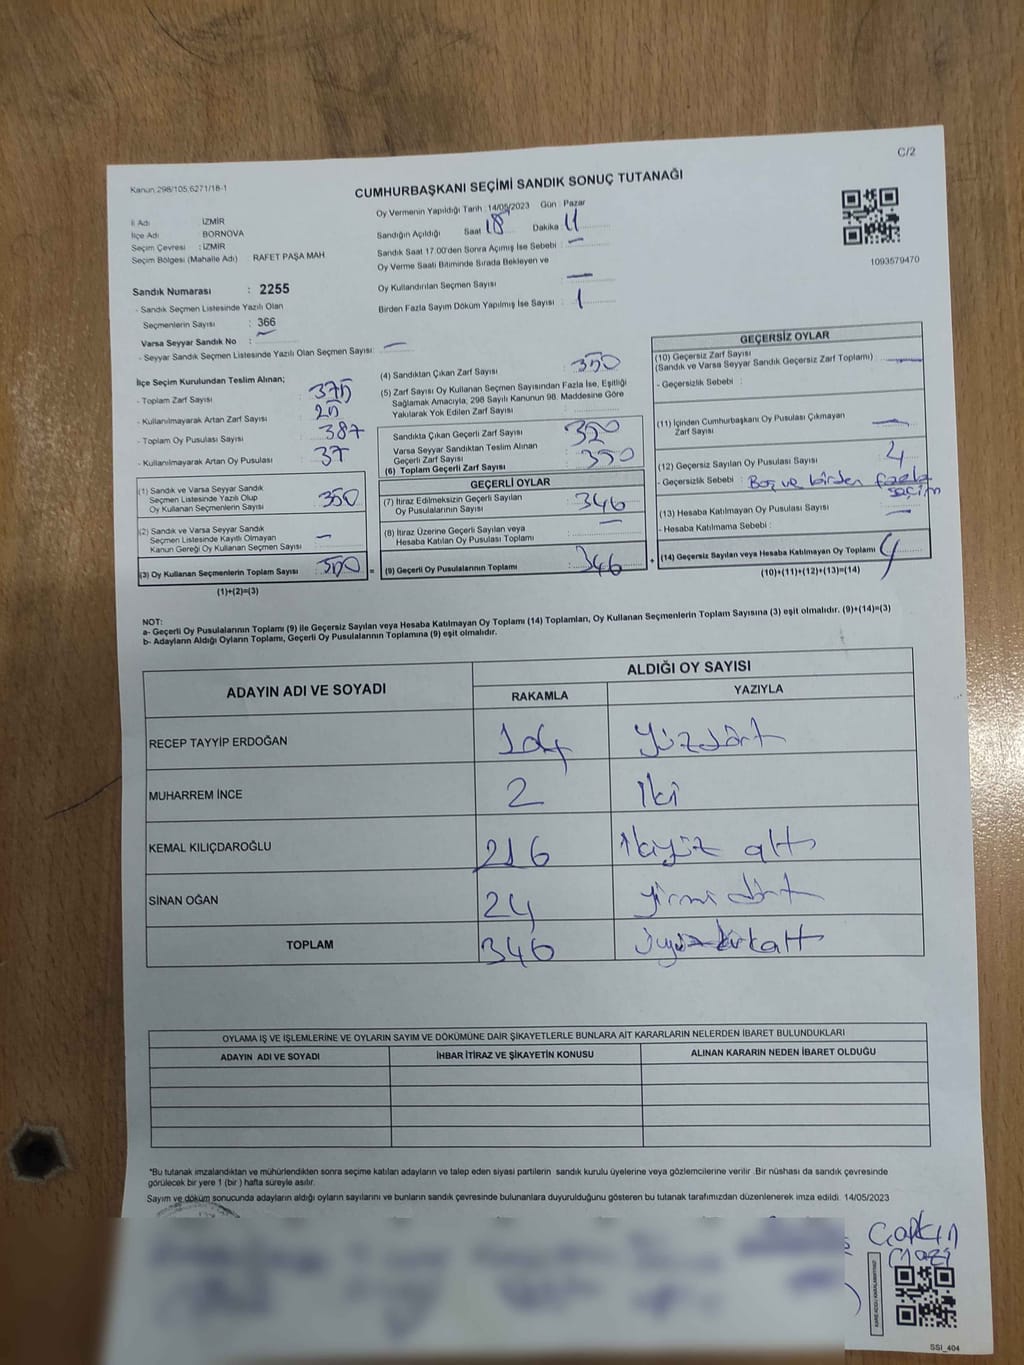 C/2
Kanun:298/105,6271/18-1
CUMHURBAŞKANI SEÇİMİ SANDIK SONUÇ TUTANAĞI
İl Adı : İZMİR
İlçe Adı BORNOVA
Seçim Çevresi : İZMİR
Seçim Bölgesi (Mahalle Adı) RAFET PAŞA MAH
Sandık Numarası : 2255
- Sandık Seçmen Listesinde Yazılı Olan
Seçmenlerin Sayısı : 366
Varsa Seyyar Sandık No : —
- Seyyar Sandık Seçmen Listesinde Yazılı Olan Seçmen Sayısı: —
Oy Vermenin Yapıldığı Tarih :14/05/2023 Gün : Pazar
Sandığın Açıldığı Saat 18 Dakika 11
Sandık Saat 17.00'den Sonra Açımış İse Sebebi : —
Oy Verme Saati Bitiminde Sırada Bekleyen ve
Oy Kullandırılan Seçmen Sayısı : —
Birden Fazla Sayım Döküm Yapılmış İse Sayısı : 1
1093579470
İlçe Seçim Kurulundan Teslim Alınan;
- Toplam Zarf Sayısı : 375
- Kullanılmayarak Artan Zarf Sayısı : 25
- Toplam Oy Pusulası Sayısı : 387
- Kullanılmayarak Artan Oy Pusulası : 37
(1) Sandık ve Varsa Seyyar Sandık
Seçmen Listesinde Yazılı Olup
Oy Kullanan Seçmenlerin Sayısı : 350
(2) Sandık ve Varsa Seyyar Sandık
Seçmen Listesinde Kayıtlı Olmayan
Kanun Gereği Oy Kullanan Seçmen Sayısı : —
(3) Oy Kullanan Seçmenlerin Toplam Sayısı : 350 =
(1)+(2)=(3)
(4) Sandıktan Çıkan Zarf Sayısı : 350
(5) Zarf Sayısı Oy Kullanan Seçmen Sayısından Fazla İse, Eşitliği
Sağlamak Amacıyla, 298 Sayılı Kanunun 98. Maddesine Göre
Yakılarak Yok Edilen Zarf Sayısı :
Sandıkta Çıkan Geçerli Zarf Sayısı : 350
Varsa Seyyar Sandıktan Teslim Alınan
Geçerli Zarf Sayısı
(6) Toplam Geçerli Zarf Sayısı : 350
GEÇERLİ OYLAR
(7) İtiraz Edilmeksizin Geçerli Sayılan
Oy Pusulalarının Sayısı : 346
(8) İtiraz Üzerine Geçerli Sayılan veya
Hesaba Katılan Oy Pusulası Toplamı : —
(9) Geçerli Oy Pusulalarının Toplamı : 346 +
GEÇERSİZ OYLAR
(10) Geçersiz Zarf Sayısı
(Sandık ve Varsa Seyyar Sandık Geçersiz Zarf Toplamı) : —
- Geçersizlik Sebebi :
(11) İçinden Cumhurbaşkanı Oy Pusulası Çıkmayan
Zarf Sayısı : —
(12) Geçersiz Sayılan Oy Pusulası Sayısı : 4
- Geçersizlik Sebebi : Boş ve birden fazla
seçim
(13) Hesaba Katılmayan Oy Pusulası Sayısı : —
- Hesaba Katılmama Sebebi :
(14) Geçersiz Sayılan veya Hesaba Katılmayan Oy Toplamı : 4
(10)+(11)+(12)+(13)=(14)
NOT:
a- Geçerli Oy Pusulalarının Toplamı (9) ile Geçersiz Sayılan veya Hesaba Katılmayan Oy Toplamı (14) Toplamları, Oy Kullanan Seçmenlerin Toplam Sayısına (3) eşit olmalıdır. (9)+(14)=(3)
b- Adayların Aldığı Oyların Toplamı, Geçerli Oy Pusulalarının Toplamına (9) eşit olmalıdır.
ADAYIN ADI VE SOYADI
ALDIĞI OY SAYISI
RAKAMLA YAZIYLA
RECEP TAYYİP ERDOĞAN 104 Yüzdört
MUHARREM İNCE 2 İki
KEMAL KILIÇDAROĞLU 216 İkiyüz altı
SİNAN OĞAN 24 yirmi dört
TOPLAM 346 üçyüz kırkaltı
OYLAMA İŞ VE İŞLEMLERİNE VE OYLARIN SAYIM VE DÖKÜMÜNE DAİR ŞİKAYETLERLE BUNLARA AİT KARARLARIN NELERDEN İBARET BULUNDUKLARI
ADAYIN ADI VE SOYADI İHBAR İTİRAZ VE ŞİKAYETİN KONUSU ALINAN KARARIN NEDEN İBARET OLDUĞU
*Bu tutanak imzalandıktan ve mühürlendikten sonra seçime katılan adayların ve talep eden siyasi partilerin sandık kurulu üyelerine veya gözlemcilerine verilir .Bir nüshası da sandık çevresinde
görülecek bir yere 1 (bir ) hafta süreyle asılır.
Sayım ve döküm sonucunda adayların aldığı oyların sayılarını ve bunların sandık çevresinde bulunanlara duyurulduğunu gösteren bu tutanak tarafımızdan düzenlenerek imza edildi. 14/05/2023
SSI_404